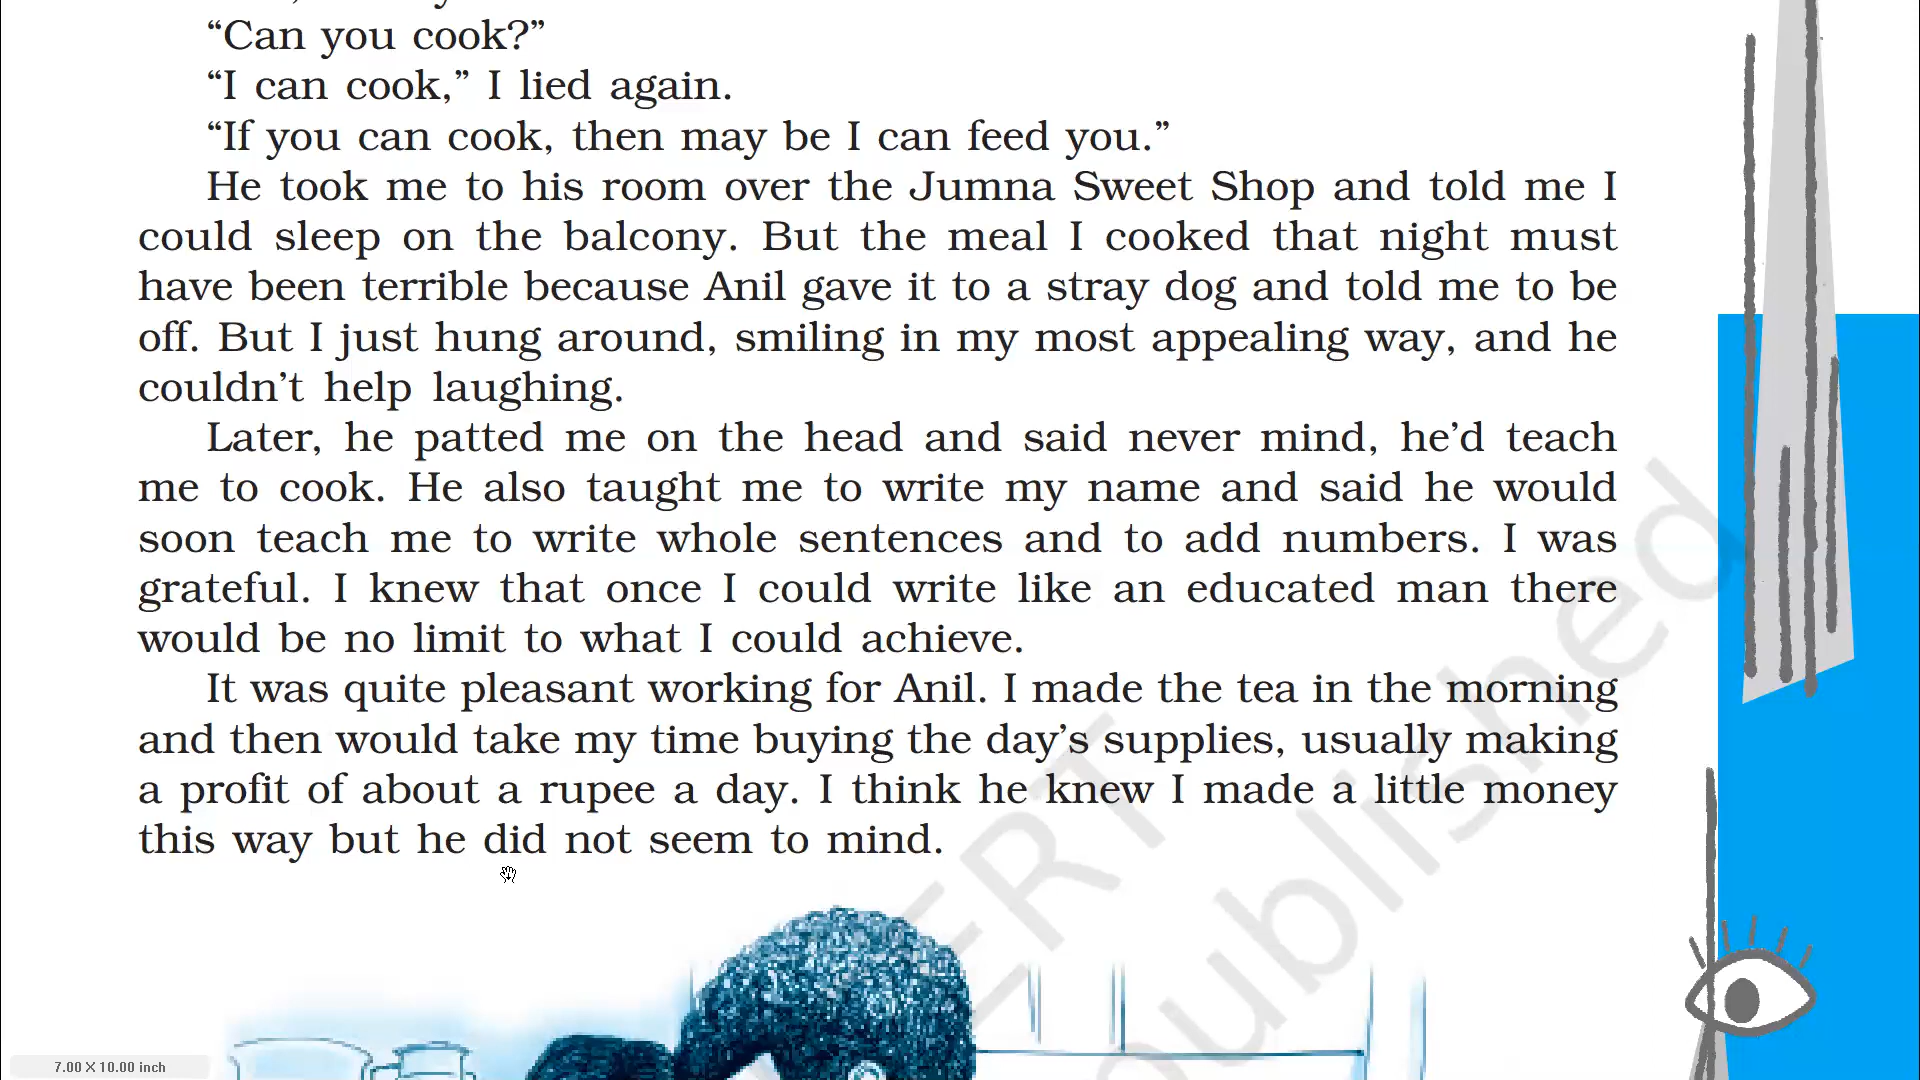 “Can you cook?”
“I can cook,” I lied again.
“If you can cook, then may be I can feed you.”
He took me to his room over the Jumna Sweet Shop and told me I
could sleep on the balcony. But the meal I cooked that night must
have been terrible because Anil gave it to a stray dog and told me to be
off. But I just hung around, smiling in my most appealing way, and he
couldn’t help laughing.
Later, he patted me on the head and said never mind, he’d teach
me to cook. He also taught me to write my name and said he would
soon teach me to write whole sentences and to add numbers. I was
grateful. I knew that once I could write like an educated man there
would be no limit to what I could achieve.
It was quite pleasant working for Anil. I made the tea in the morning
and then would take my time buying the day’s supplies, usually making
a profit of about a rupee a day. I think he knew I made a little money
this way but he did not seem to mind.
ERT
published
7.00 X 10.00 inch